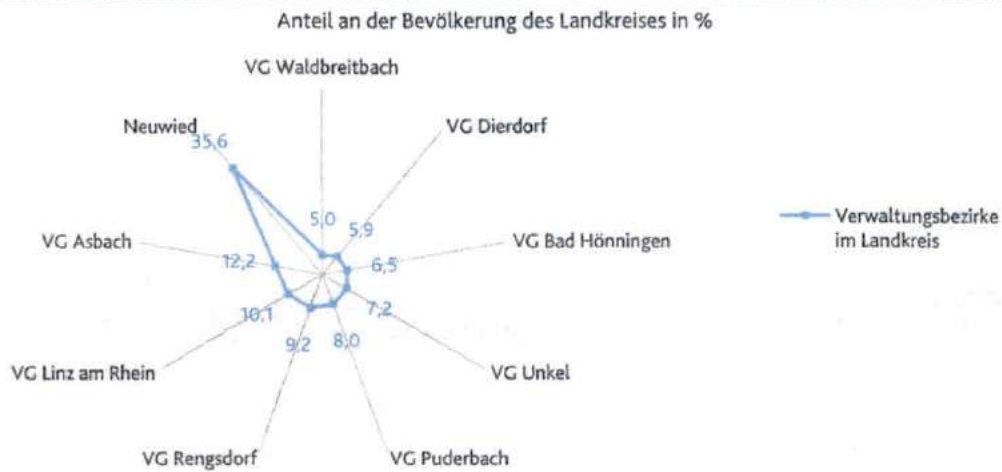 Anteil an der Bevölkerung des Landkreises in %
VG Waldbreitbach
Neuwied
VG Dierdorf
35,6
5,0
5,9
VG Asbach
12,2
6,5
VG Bad Hönningen
Verwaltungsbezirke
im Landkreis
10,1
7,2
9,2
8,0
VG Linz am Rhein
VG Unkel
VG Rengsdorf
VG Puderbach